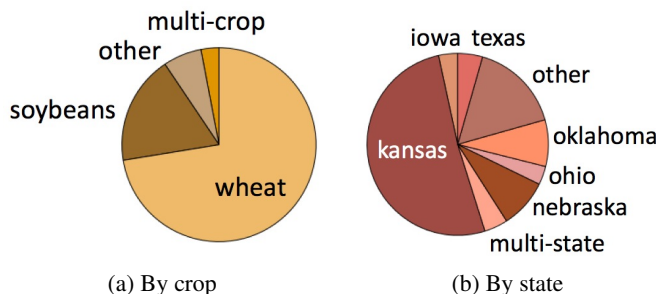 multi-crop
other
soybeans
wheat
iowa texas
other
oklahoma
kansas
ohio
nebraska
multi-state
(a) By crop
(b) By state